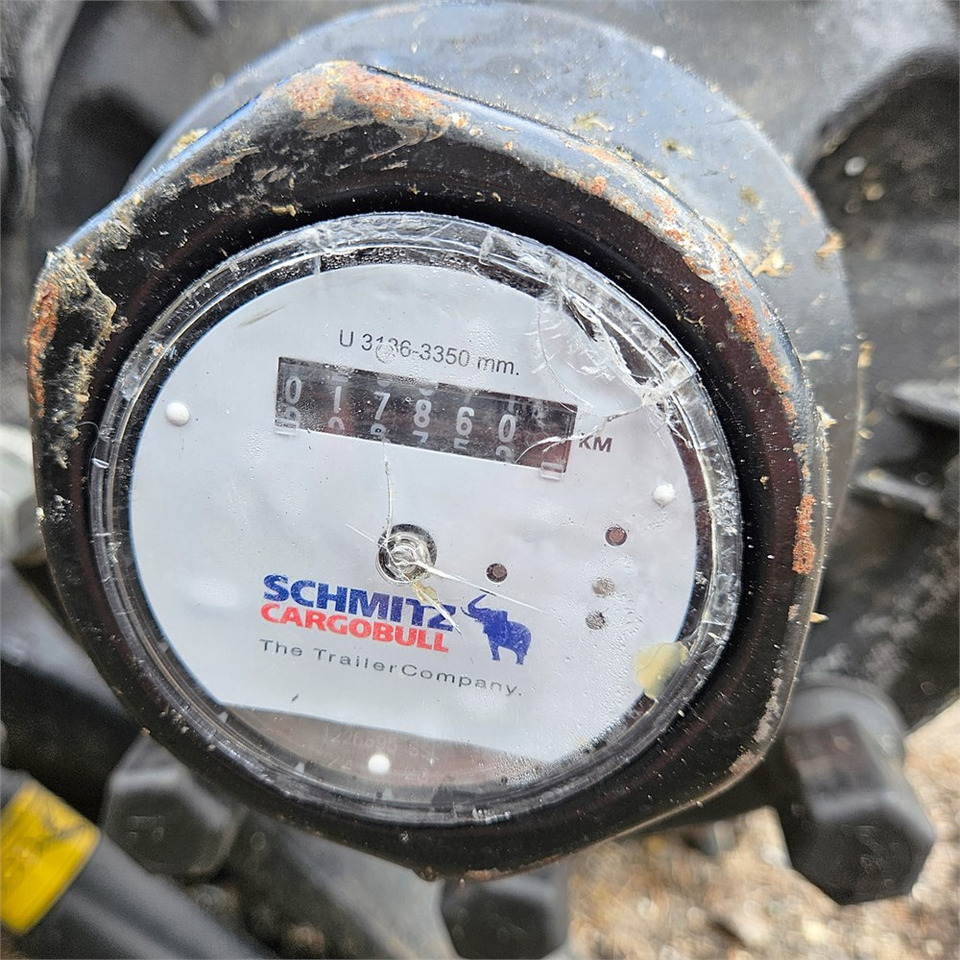 U 3136-3350 mm.
017860
KM
SCHMITZ
CARGOBULL
The TrailerCompany.